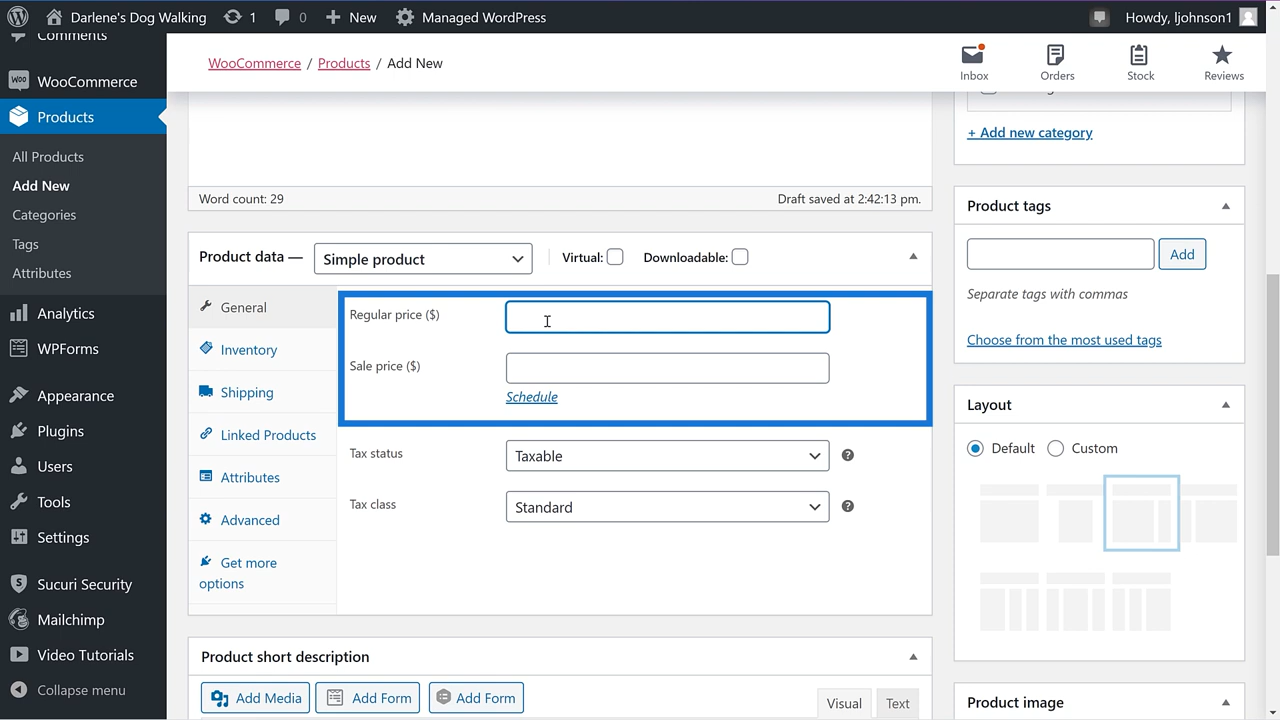 Darlene's Dog Walking 1 0 New Managed WordPress Howdy, ljohnson1
Comments
WooCommerce
Products
All Products
Add New
Categories
Tags
Attributes
Analytics
WPForms
Appearance
Plugins
Users
Tools
Settings
Sucuri Security
Mailchimp
Video Tutorials
Collapse menu
WooCommerce / Products / Add New
Inbox
Orders
Stock
Reviews
Word count: 29
Draft saved at 2:42:13 pm.
Product data — Simple product Virtual: Downloadable:
General
Inventory
Shipping
Linked Products
Attributes
Advanced
Get more
options
Regular price ($)
Sale price ($)
Schedule
Tax status Taxable
Tax class Standard
Product short description
Add Media Add Form Add Form
Visual Text
+ Add new category
Product tags
Add
Separate tags with commas
Choose from the most used tags
Layout
Default Custom
Product image